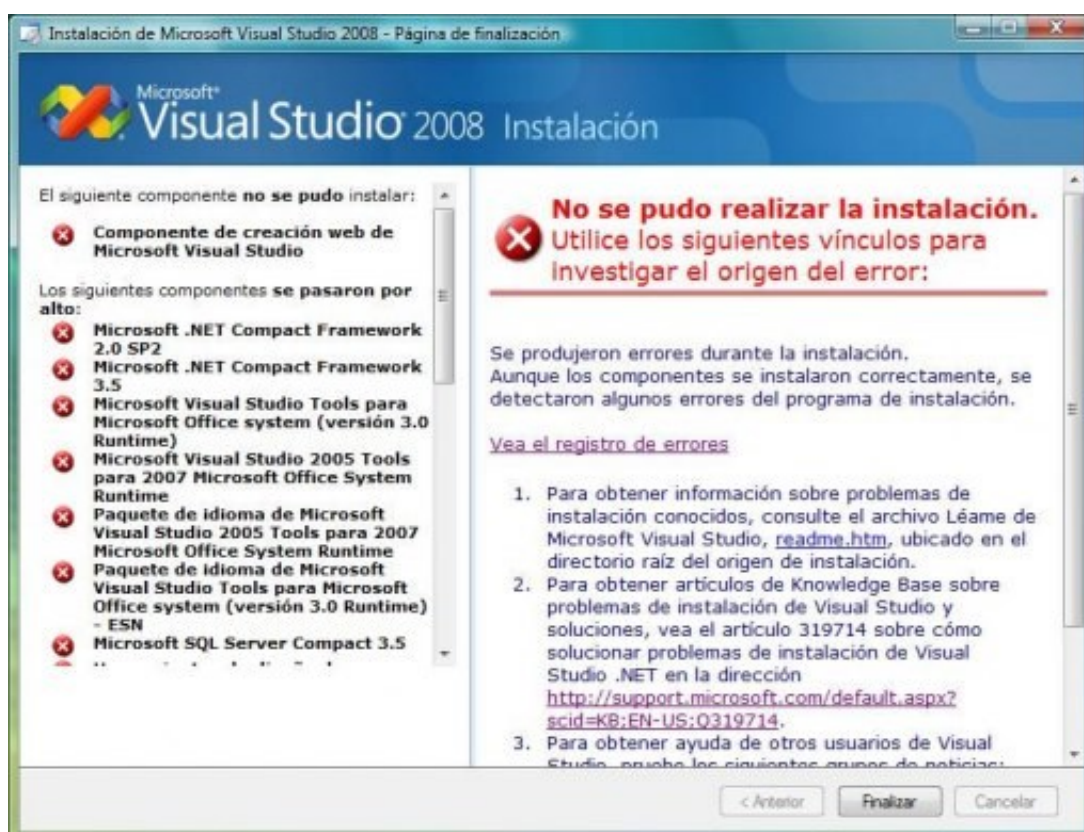 Instalación de Microsoft Visual Studio 2008 - Página de finalización
Microsoft®
Visual Studio® 2008 Instalación
El siguiente componente no se pudo instalar:
Componente de creación web de
Microsoft Visual Studio
Los siguientes componentes se pasaron por
alto:
Microsoft .NET Compact Framework
2.0 SP2
Microsoft .NET Compact Framework
3.5
Microsoft Visual Studio Tools para
Microsoft Office system (versión 3.0
Runtime)
Microsoft Visual Studio 2005 Tools
para 2007 Microsoft Office System
Runtime
Paquete de idioma de Microsoft
Visual Studio 2005 Tools para 2007
Microsoft Office System Runtime
Paquete de idioma de Microsoft
Visual Studio Tools para Microsoft
Office system (versión 3.0 Runtime)
- ESN
Microsoft SQL Server Compact 3.5
No se pudo realizar la instalación.
Utilice los siguientes vínculos para
investigar el origen del error:
Se produjeron errores durante la instalación.
Aunque los componentes se instalaron correctamente, se
detectaron algunos errores del programa de instalación.
Vea el registro de errores
1. Para obtener información sobre problemas de
instalación conocidos, consulte el archivo Léame de
Microsoft Visual Studio, readme.htm, ubicado en el
directorio raíz del origen de instalación.
2. Para obtener artículos de Knowledge Base sobre
problemas de instalación de Visual Studio y
soluciones, vea el artículo 319714 sobre cómo
solucionar problemas de instalación de Visual
Studio .NET en la dirección
http://support.microsoft.com/default.aspx?
scid=KB;EN-US;Q319714.
3. Para obtener ayuda de otros usuarios de Visual
Studio, pruebe los siguientes grupos de noticias:
< Anterior
Finalizar
Cancelar